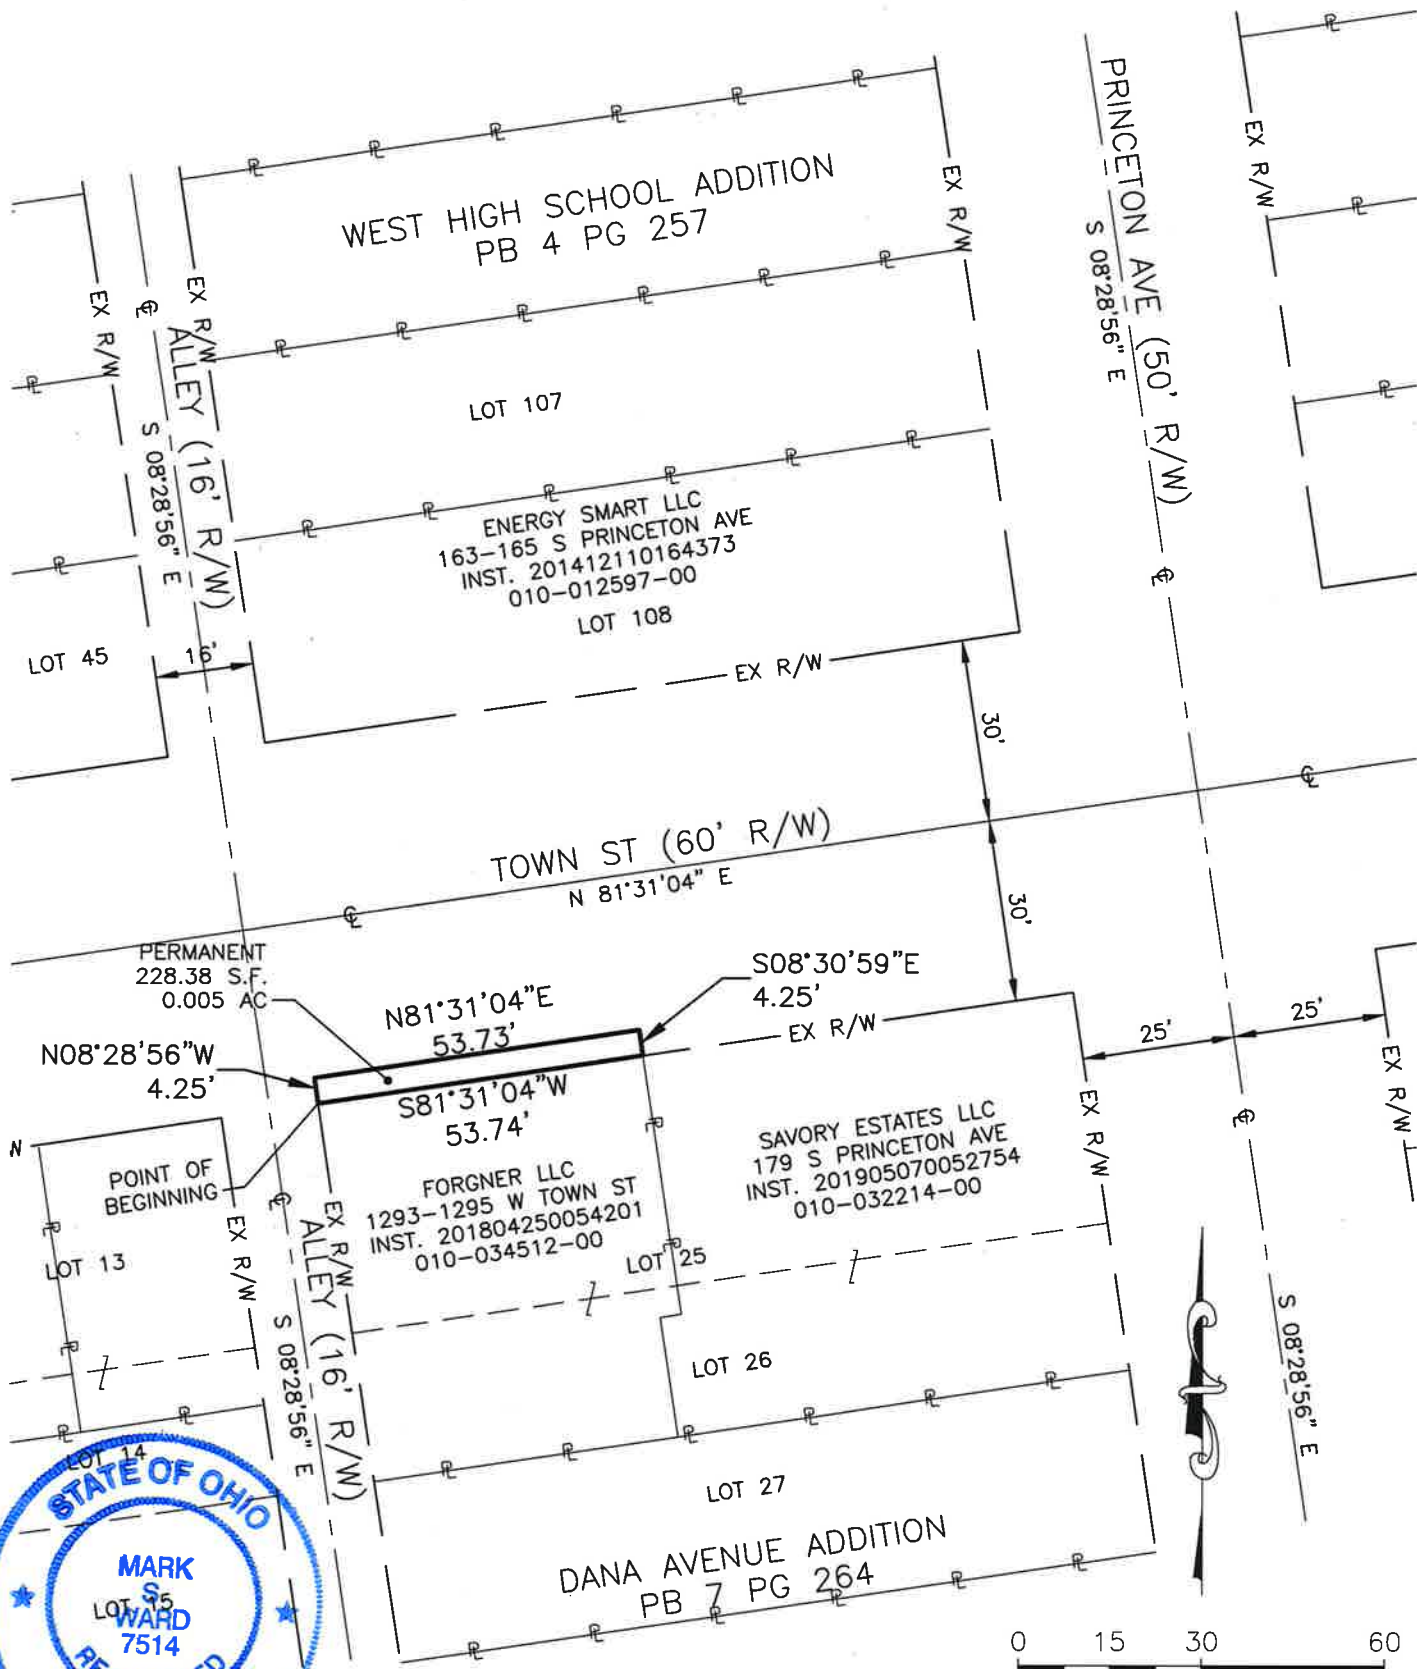 WEST HIGH SCHOOL ADDITION
PB 4 PG 257
EX R/W
EX R/W
EX R/W
EX R/W
PRINCETON AVE (50' R/W)
S 08°28'56" E
ALLEY (16' R/W)
S 08°28'56" E
LOT 107
ENERGY SMART LLC
163-165 S PRINCETON AVE
INST. 201412110164373
010-012597-00
LOT 108
LOT 45
16'
EX R/W
30'
TOWN ST (60' R/W)
N 81°31'04" E
30'
PERMANENT
228.38 S.F.
0.005 AC
N81°31'04"E
53.73'
S08°30'59"E
4.25'
EX R/W
25'
25'
N08°28'56"W
4.25'
S81°31'04"W
53.74'
POINT OF
BEGINNING
FORGNER LLC
1293-1295 W TOWN ST
INST. 201804250054201
010-034512-00
SAVORY ESTATES LLC
179 S PRINCETON AVE
INST. 201905070052754
010-032214-00
EX R/W
EX R/W
EX R/W
EX R/W
LOT 13
LOT 25
ALLEY (16' R/W)
S 08°28'56" E
S 08°28'56" E
LOT 26
LOT 14
LOT 27
DANA AVENUE ADDITION
PB 7 PG 264
LOT 15
STATE OF OHIO
MARK
S
WARD
7514
0 15 30 60